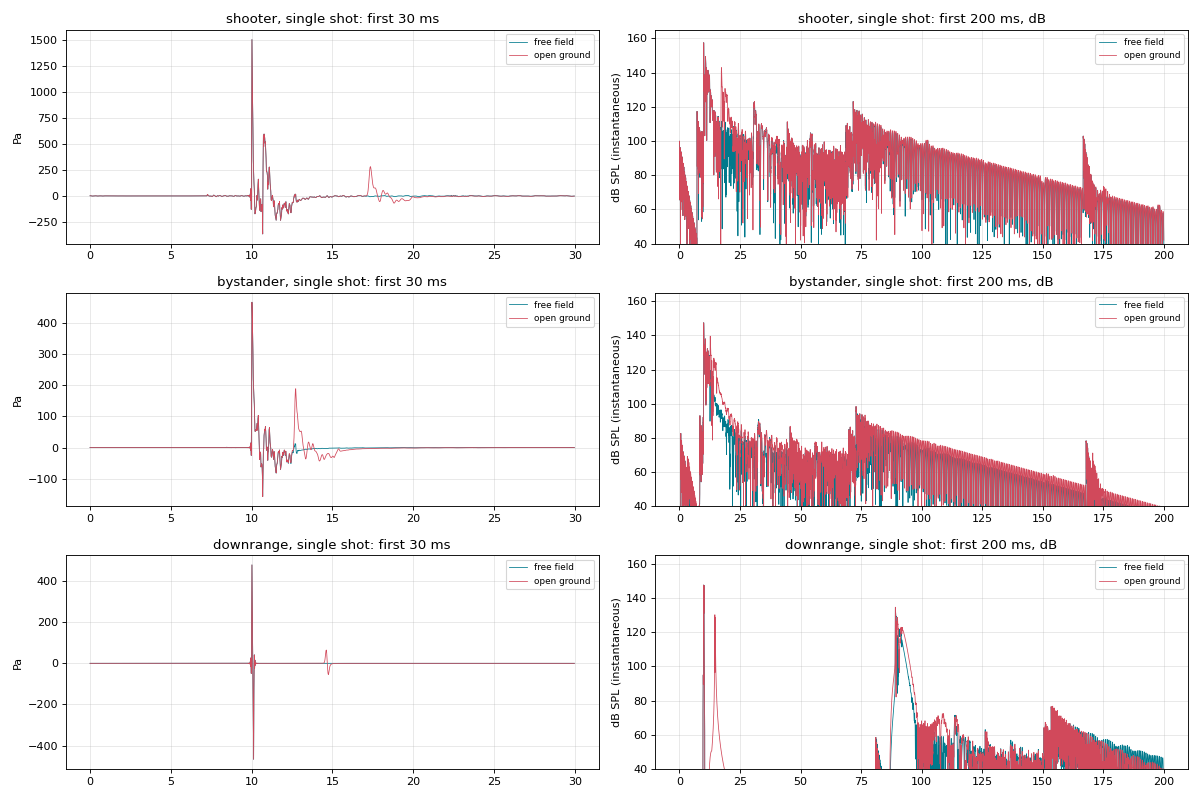 shooter, single shot: first 30 ms
Pa
1500
1250
1000
750
500
250
0
−250
0 5 10 15 20 25 30
free field
open ground
shooter, single shot: first 200 ms, dB
dB SPL (instantaneous)
160
140
120
100
80
60
40
0 25 50 75 100 125 150 175 200
free field
open ground
bystander, single shot: first 30 ms
Pa
400
300
200
100
0
−100
0 5 10 15 20 25 30
free field
open ground
bystander, single shot: first 200 ms, dB
dB SPL (instantaneous)
160
140
120
100
80
60
40
0 25 50 75 100 125 150 175 200
free field
open ground
downrange, single shot: first 30 ms
Pa
400
200
0
−200
−400
0 5 10 15 20 25 30
free field
open ground
downrange, single shot: first 200 ms, dB
dB SPL (instantaneous)
160
140
120
100
80
60
40
0 25 50 75 100 125 150 175 200
free field
open ground